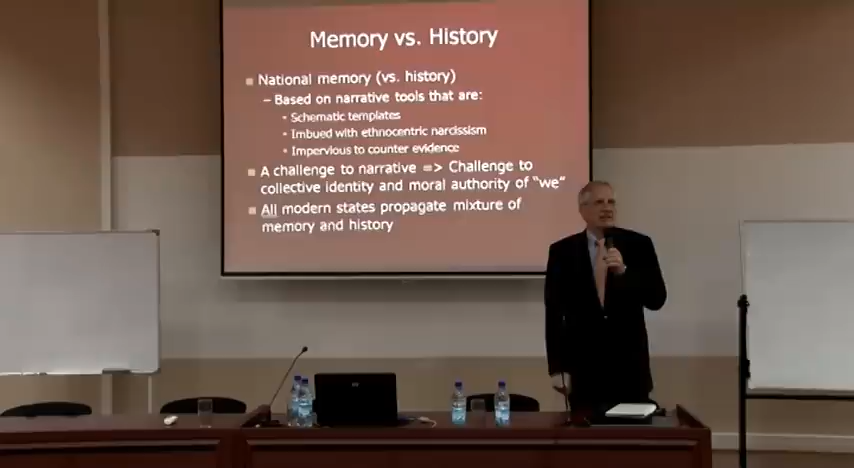 Memory vs. History
▪ National memory (vs. history)
– Based on narrative tools that are:
• Schematic templates
• Imbued with ethnocentric narcissism
• Impervious to counter evidence
▪ A challenge to narrative => Challenge to
collective identity and moral authority of “we”
▪ All modern states propagate mixture of
memory and history